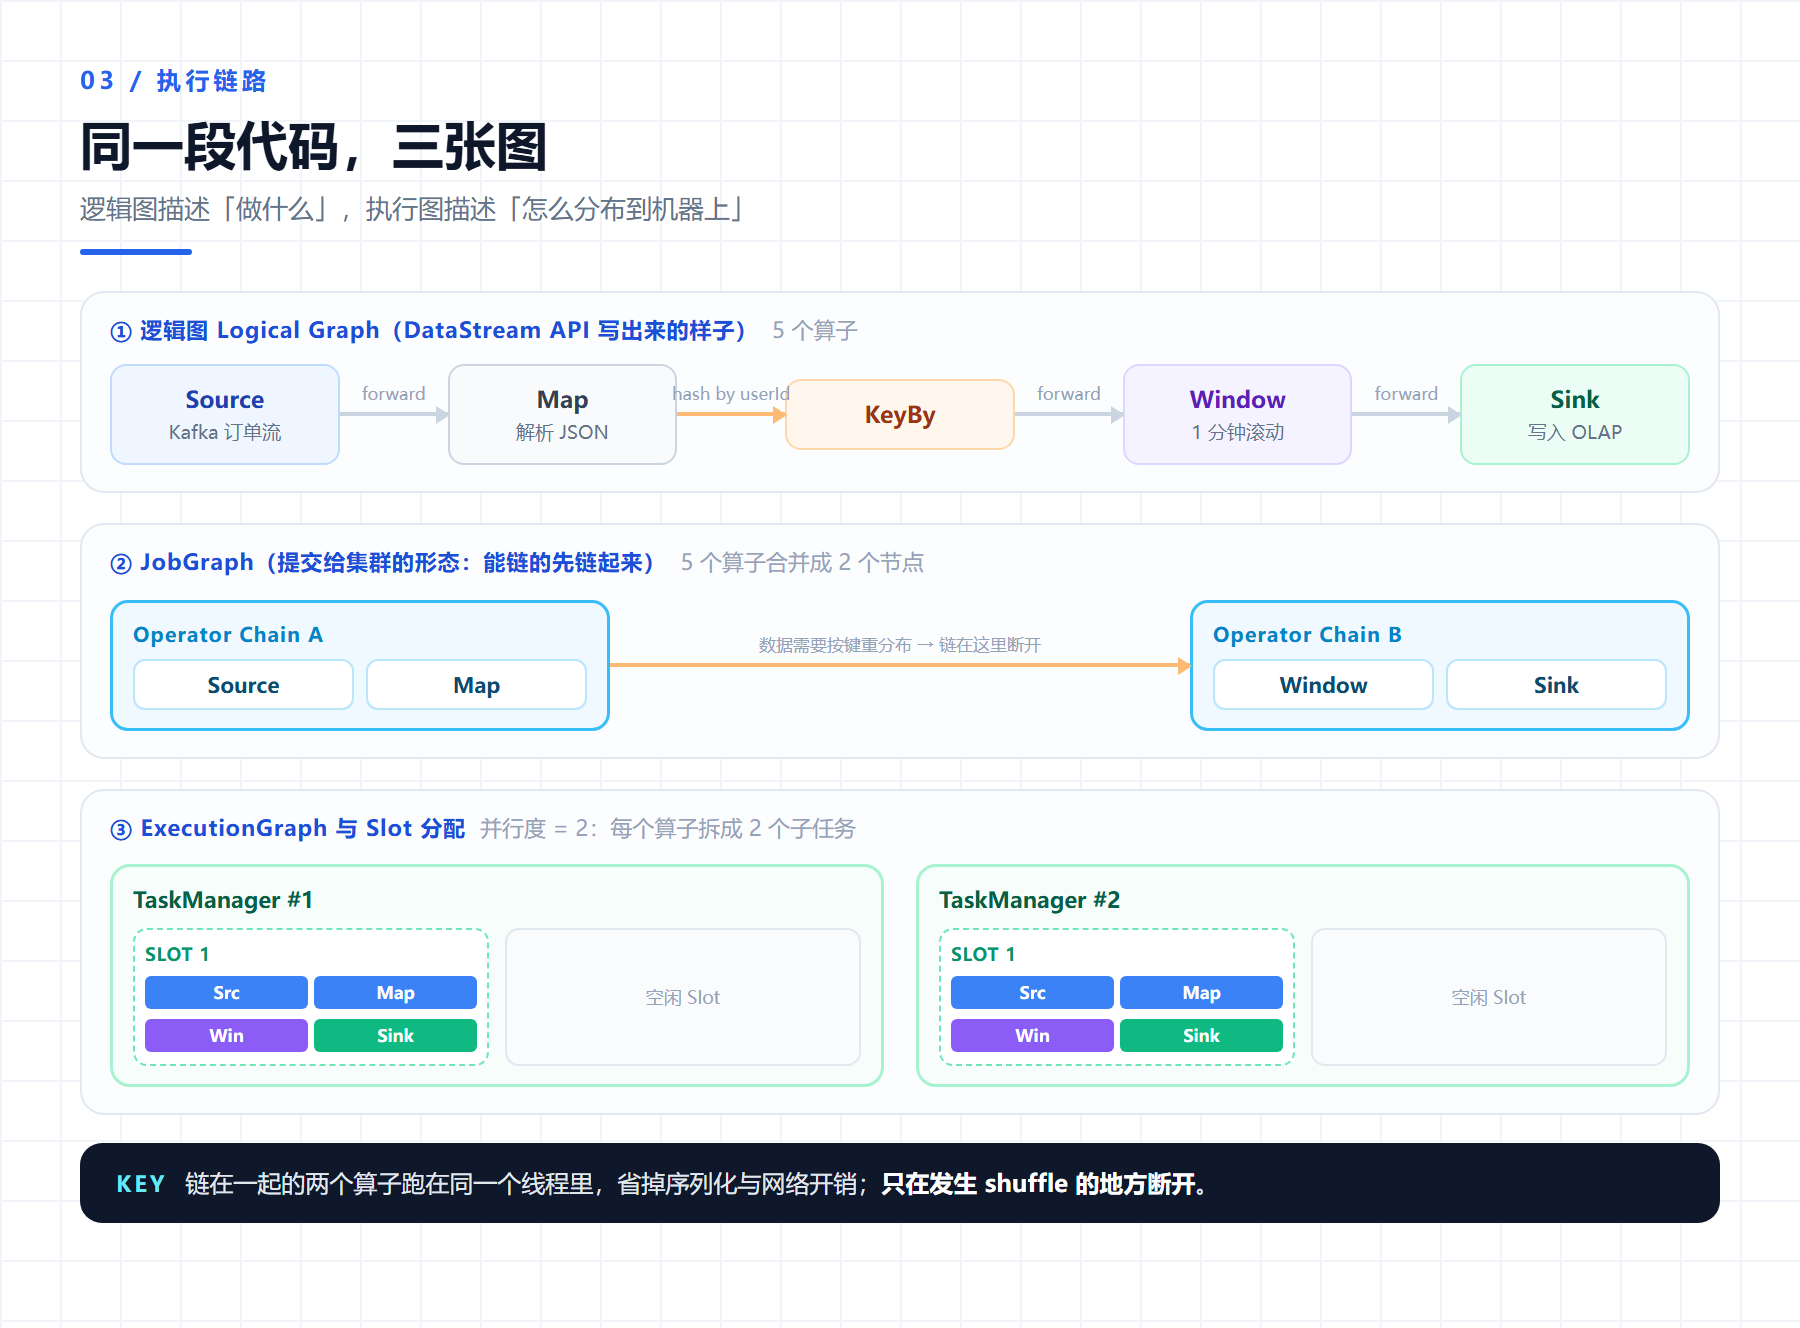 03 / 执行链路
同一段代码，三张图
逻辑图描述「做什么」，执行图描述「怎么分布到机器上」
① 逻辑图 Logical Graph（DataStream API 写出来的样子） 5 个算子
Source
Kafka 订单流
forward
Map
解析 JSON
hash by userId
KeyBy
forward
Window
1 分钟滚动
forward
Sink
写入 OLAP
② JobGraph（提交给集群的形态：能链的先链起来） 5 个算子合并成 2 个节点
Operator Chain A
Source
Map
数据需要按键重分布 → 链在这里断开
Operator Chain B
Window
Sink
③ ExecutionGraph 与 Slot 分配 并行度 = 2：每个算子拆成 2 个子任务
TaskManager #1
SLOT 1
Src
Map
Win
Sink
空闲 Slot
TaskManager #2
SLOT 1
Src
Map
Win
Sink
空闲 Slot
KEY 链在一起的两个算子跑在同一个线程里，省掉序列化与网络开销；只在发生 shuffle 的地方断开。